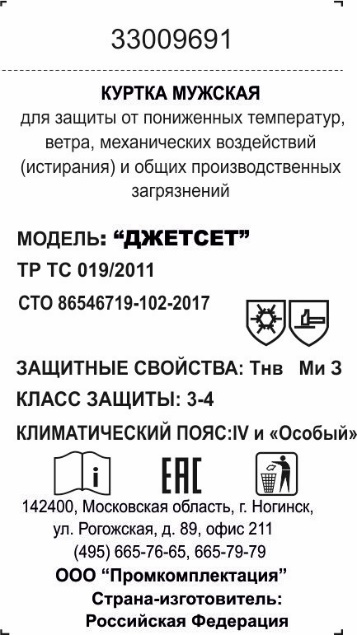 33009691
КУРТКА МУЖСКАЯ
для защиты от пониженных температур,
ветра, механических воздействий
(истирания) и общих производственных
загрязнений
МОДЕЛЬ: “ДЖЕТСЕТ”
ТР ТС 019/2011
СТО 86546719-102-2017
ЗАЩИТНЫЕ СВОЙСТВА: Тнв Ми З
КЛАСС ЗАЩИТЫ: 3-4
КЛИМАТИЧЕСКИЙ ПОЯС:IV и «Особый»
i EAC
142400, Московская область, г. Ногинск,
ул. Рогожская, д. 89, офис 211
(495) 665-76-65, 665-79-79
ООО “Промкомплектация”
Страна-изготовитель:
Российская Федерация